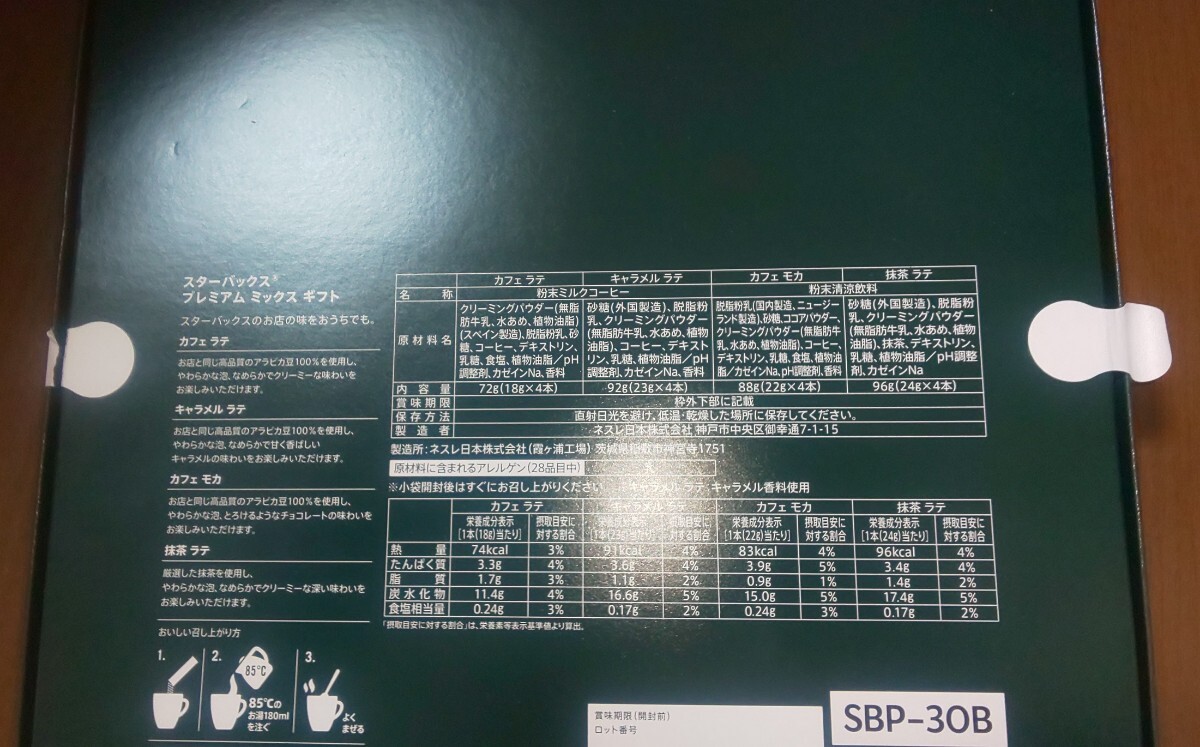 スターバックス®
プレミアム ミックス ギフト
スターバックスのお店の味をおうちでも。
カフェ ラテ
お店と同じ高品質のアラビカ豆100%を使用し、
やわらかな泡、なめらかでクリーミーな味わいを
お楽しみいただけます。
キャラメル ラテ
お店と同じ高品質のアラビカ豆100%を使用し、
やわらかな泡、なめらかで甘く香ばしい
キャラメルの味わいをお楽しみいただけます。
カフェ モカ
お店と同じ高品質のアラビカ豆100%を使用し、
やわらかな泡、とろけるようなチョコレートの味わいを
お楽しみいただけます。
抹茶 ラテ
厳選した抹茶を使用し、
やわらかな泡、なめらかでクリーミーな深い味わいを
お楽しみいただけます。
おいしい召し上がり方
1.
2.
85℃
85℃の
お湯180ml
を注ぐ
3.
よく
まぜる
カフェ ラテ キャラメル ラテ カフェ モカ 抹茶 ラテ
名称 粉末ミルクコーヒー 粉末清涼飲料
原材料名
クリーミングパウダー(無脂
肪牛乳、水あめ、植物油脂)
(スペイン製造)、脱脂粉乳、砂
糖、コーヒー、デキストリン、
乳糖、食塩、植物油脂/pH
調整剤、カゼインNa、香料
砂糖(外国製造)、脱脂粉
乳、クリーミングパウダー
(無脂肪牛乳、水あめ、植物
油脂)、コーヒー、デキスト
リン、乳糖、植物油脂/pH
調整剤、カゼインNa、香料
脱脂粉乳(国内製造、ニュージー
ランド製造)、砂糖、ココアパウダー、
クリーミングパウダー(無脂肪牛
乳、水あめ、植物油脂)、コーヒー、
デキストリン、乳糖、食塩、植物油
脂/カゼインNa、pH調整剤、香料
砂糖(外国製造)、脱脂粉
乳、クリーミングパウダー
(無脂肪牛乳、水あめ、植物
油脂)、抹茶、デキストリン、
乳糖、植物油脂/pH調整
剤、カゼインNa
内容量 72g(18g×4本) 92g(23g×4本) 88g(22g×4本) 96g(24g×4本)
賞味期限 枠外下部に記載
保存方法 直射日光を避け、低温・乾燥した場所に保存してください。
製造者 ネスレ日本株式会社 神戸市中央区御幸通7-1-15
製造所：ネスレ日本株式会社(霞ヶ浦工場) 茨城県稲敷市神宮寺1751
原材料に含まれるアレルゲン(28品目中) 乳
※小袋開封後はすぐにお召し上がりください。 キャラメル ラテ：キャラメル香料使用
カフェ ラテ キャラメル ラテ カフェ モカ 抹茶 ラテ
栄養成分表示 摂取目安に 栄養成分表示 摂取目安に 栄養成分表示 摂取目安に 栄養成分表示 摂取目安に
[1本(18g)当たり] 対する割合 [1本(23g)当たり] 対する割合 [1本(22g)当たり] 対する割合 [1本(24g)当たり] 対する割合
熱量 74kcal 3% 91kcal 4% 83kcal 4% 96kcal 4%
たんぱく質 3.3g 4% 3.6g 4% 3.9g 5% 3.4g 4%
脂質 1.7g 3% 1.1g 2% 0.9g 1% 1.4g 2%
炭水化物 11.4g 4% 16.6g 5% 15.0g 5% 17.4g 5%
食塩相当量 0.24g 3% 0.17g 2% 0.24g 3% 0.17g 2%
「摂取目安に対する割合」は、栄養素等表示基準値より算出。
賞味期限(開封前)
ロット番号
SBP-30B